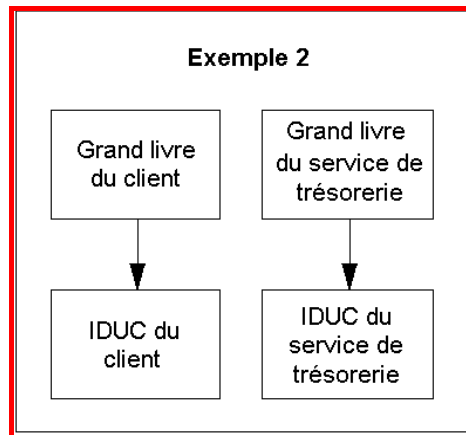 Exemple 2
Grand livre
du client
Grand livre
du service de
trésorerie
IDUC du
client
IDUC du
service de
trésorerie